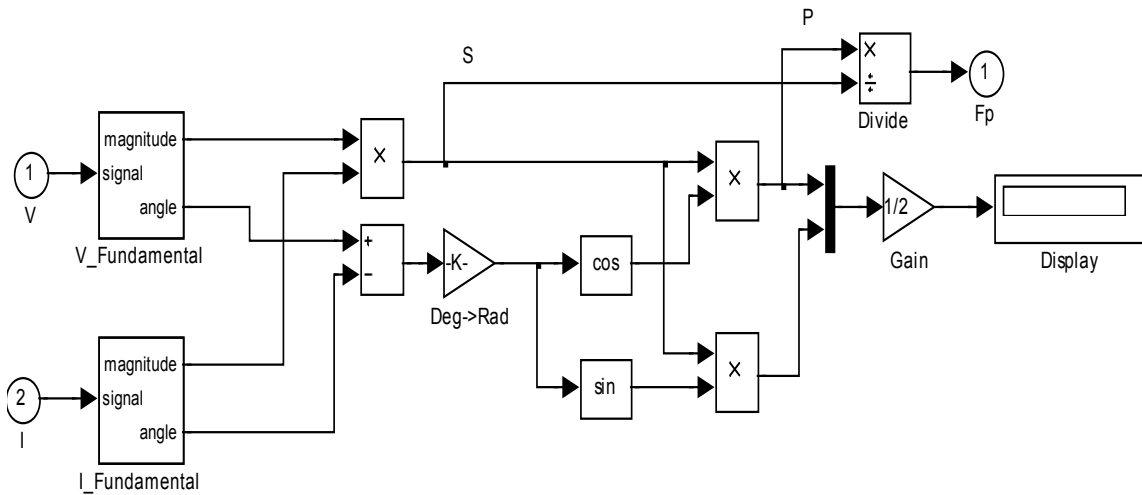 P
S
X
÷
Divide
1
Fp
1
V
magnitude
signal
angle
V_Fundamental
X
+
−
-K-
Deg->Rad
cos
sin
X
X
1/2
Gain
Display
2
I
magnitude
signal
angle
I_Fundamental